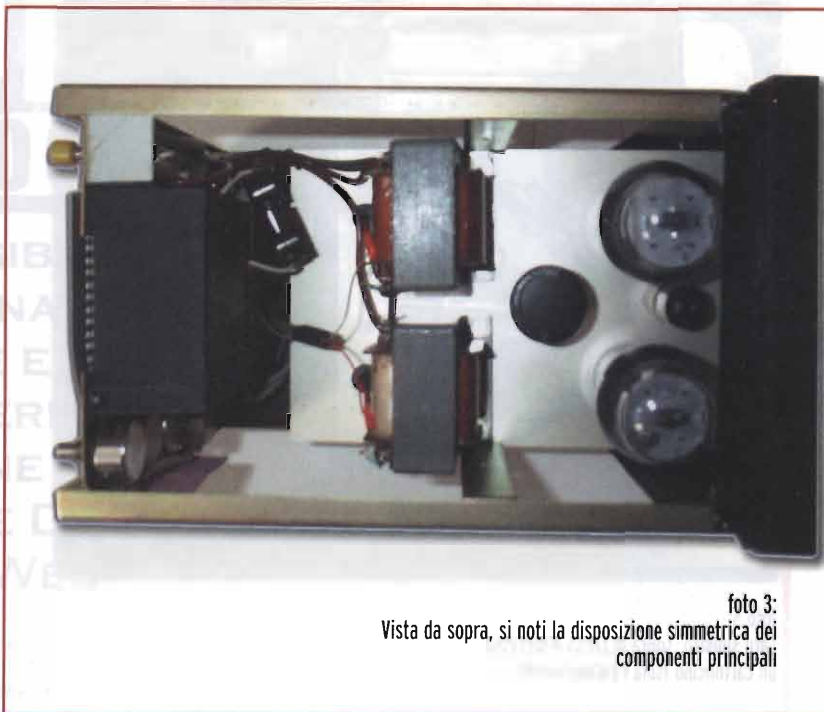 foto 3:
Vista da sopra, si noti la disposizione simmetrica dei
componenti principali